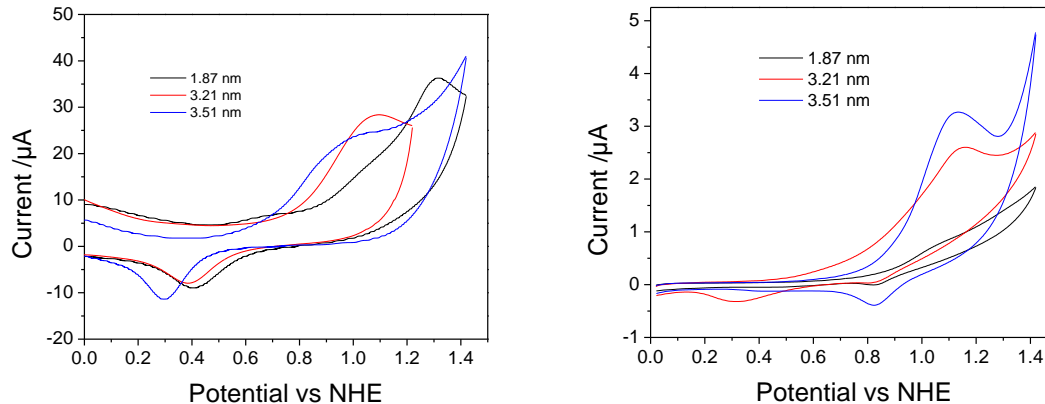 50
40
30
20
10
0
-10
-20
Current /µA
1.87 nm
3.21 nm
3.51 nm
0.0 0.2 0.4 0.6 0.8 1.0 1.2 1.4
Potential vs NHE
5
4
3
2
1
0
-1
Current /µA
1.87 nm
3.21 nm
3.51 nm
0.0 0.2 0.4 0.6 0.8 1.0 1.2 1.4
Potential vs NHE